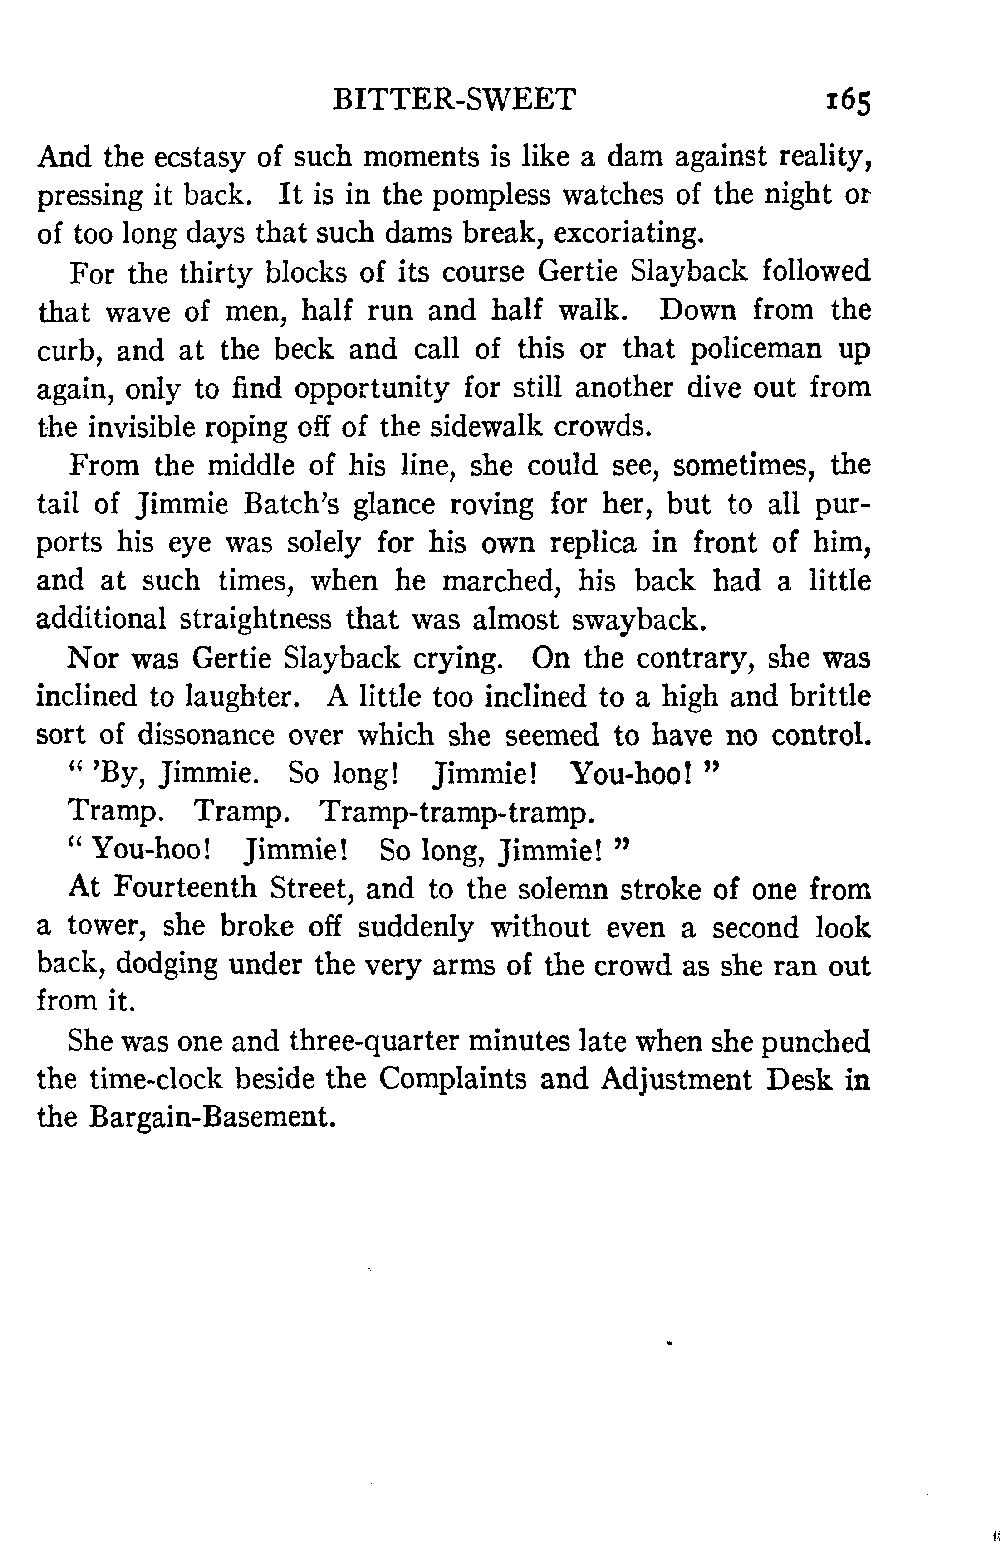 BITTER-SWEET 165
And the ecstasy of such moments is like a dam against reality,
pressing it back. It is in the pompless watches of the night or
of too long days that such dams break, excoriating.
For the thirty blocks of its course Gertie Slayback followed
that wave of men, half run and half walk. Down from the
curb, and at the beck and call of this or that policeman up
again, only to find opportunity for still another dive out from
the invisible roping off of the sidewalk crowds.
From the middle of his line, she could see, sometimes, the
tail of Jimmie Batch's glance roving for her, but to all pur-
ports his eye was solely for his own replica in front of him,
and at such times, when he marched, his back had a little
additional straightness that was almost swayback.
Nor was Gertie Slayback crying. On the contrary, she was
inclined to laughter. A little too inclined to a high and brittle
sort of dissonance over which she seemed to have no control.
" 'By, Jimmie. So long! Jimmie! You-hoo! "
Tramp. Tramp. Tramp-tramp-tramp.
" You-hoo! Jimmie! So long, Jimmie! "
At Fourteenth Street, and to the solemn stroke of one from
a tower, she broke off suddenly without even a second look
back, dodging under the very arms of the crowd as she ran out
from it.
She was one and three-quarter minutes late when she punched
the time-clock beside the Complaints and Adjustment Desk in
the Bargain-Basement.